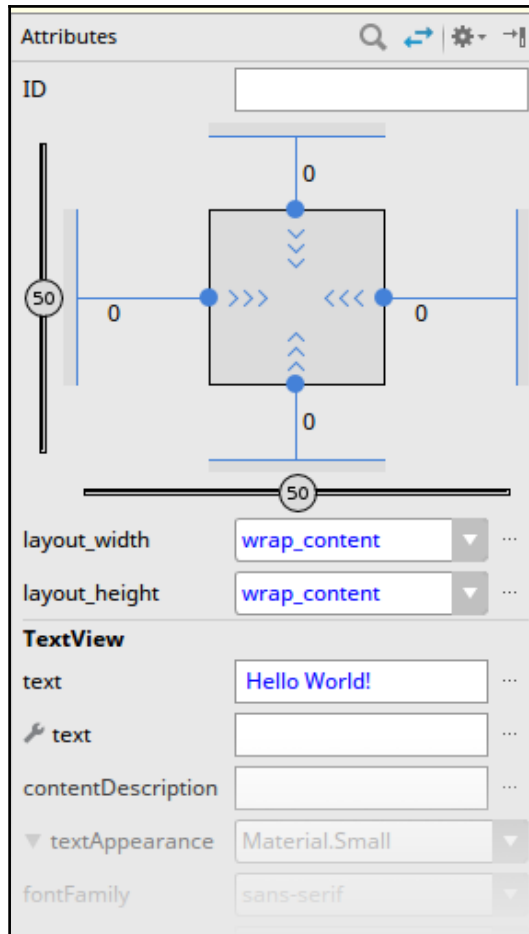 Attributes
ID
0
50
0
0
0
50
layout_width wrap_content ...
layout_height wrap_content ...
TextView
text Hello World! ...
text ...
contentDescription ...
textAppearance Material.Small
fontFamily sans-serif